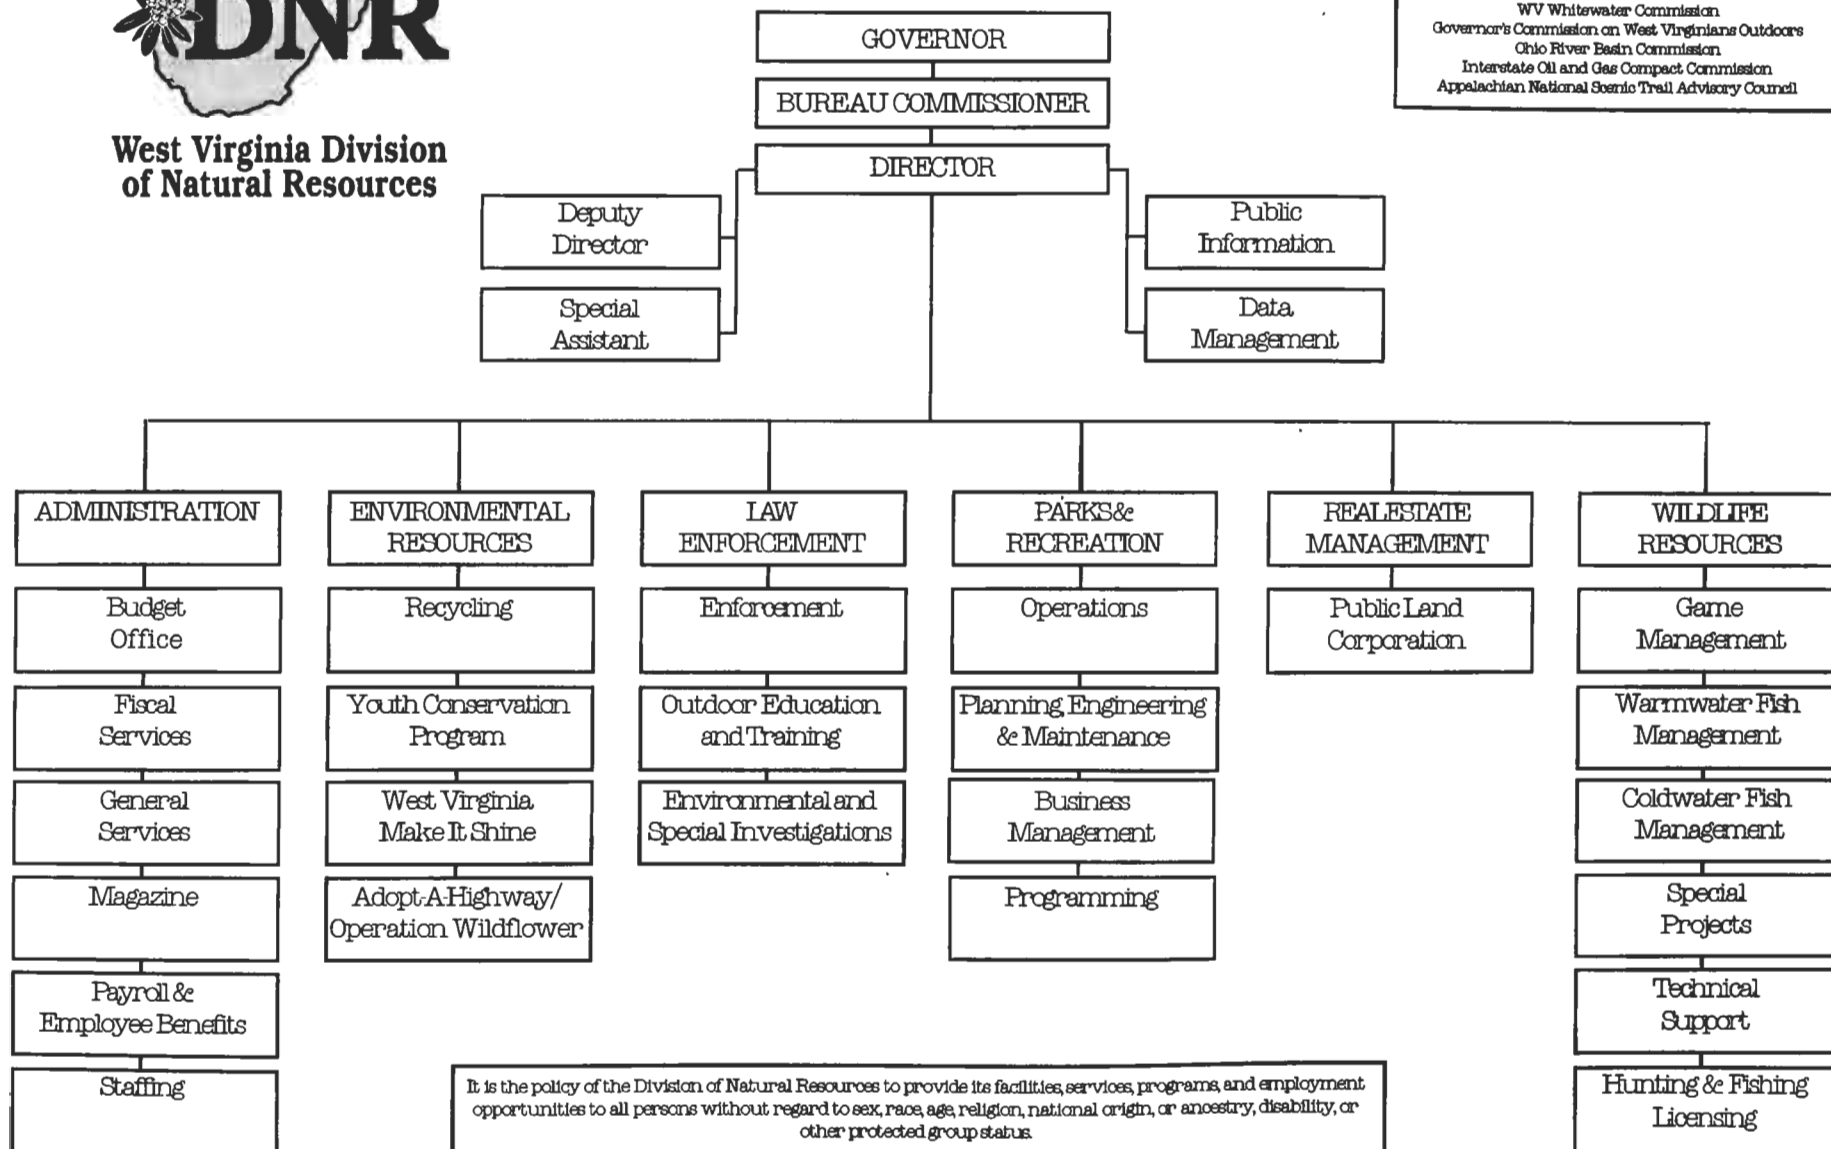 DNR
West Virginia Division
of Natural Resources
WV Whitewater Commission
Governor's Commission on West Virginians Outdoors
Ohio River Basin Commission
Interstate Oil and Gas Compact Commission
Appalachian National Scenic Trail Advisory Council
GOVERNOR
BUREAU COMMISSIONER
DIRECTOR
Deputy
Director
Special
Assistant
Public
Information
Data
Management
ADMINISTRATION
Budget
Office
Fiscal
Services
General
Services
Magazine
Payroll &
Employee Benefits
Staffing
ENVIRONMENTAL
RESOURCES
Recycling
Youth Conservation
Program
West Virginia
Make It Shine
Adopt-A-Highway/
Operation Wildflower
LAW
ENFORCEMENT
Enforcement
Outdoor Education
and Training
Environmental and
Special Investigations
PARKS &
RECREATION
Operations
Planning, Engineering
& Maintenance
Business
Management
Programming
REAL ESTATE
MANAGEMENT
Public Land
Corporation
WILDLIFE
RESOURCES
Game
Management
Warmwater Fish
Management
Coldwater Fish
Management
Special
Projects
Technical
Support
Hunting & Fishing
Licensing
It is the policy of the Division of Natural Resources to provide its facilities, services, programs, and employment
opportunities to all persons without regard to sex, race, age, religion, national origin, or ancestry, disability, or
other protected group status.